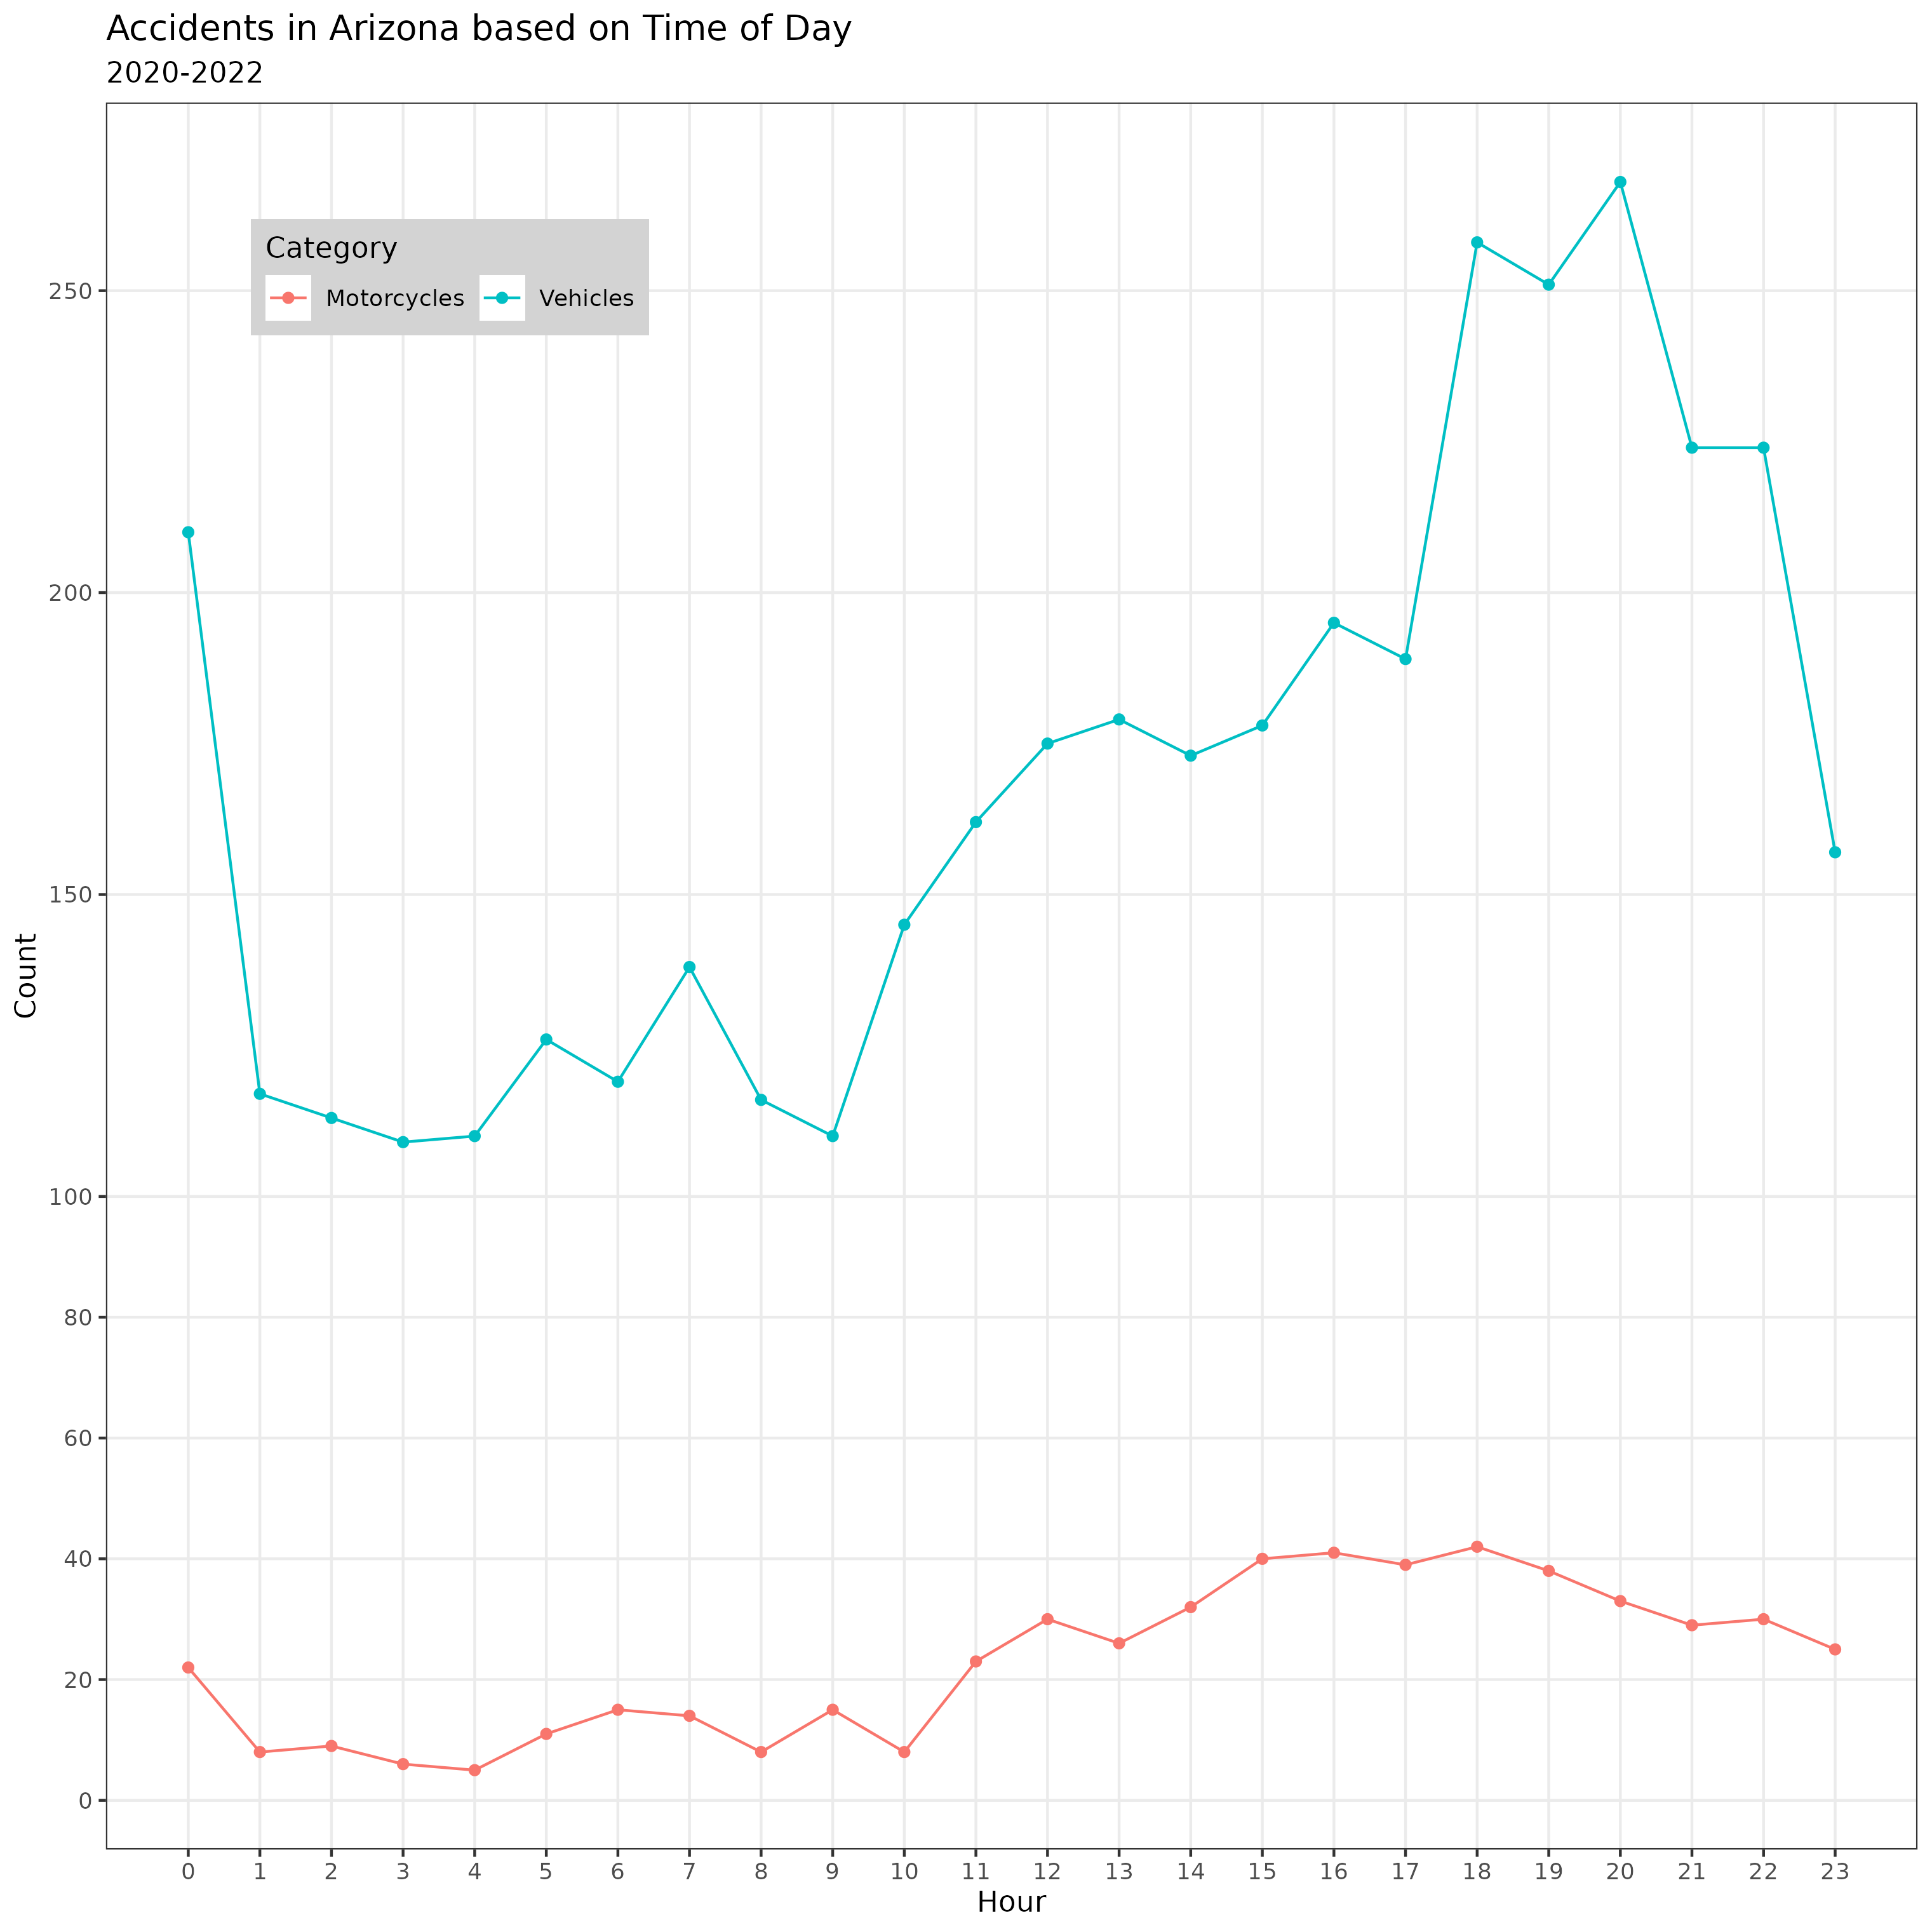 Accidents in Arizona based on Time of Day
2020-2022
Category
Motorcycles Vehicles
250
200
150
100
80
60
40
20
0
Count
0 1 2 3 4 5 6 7 8 9 10 11 12 13 14 15 16 17 18 19 20 21 22 23
Hour